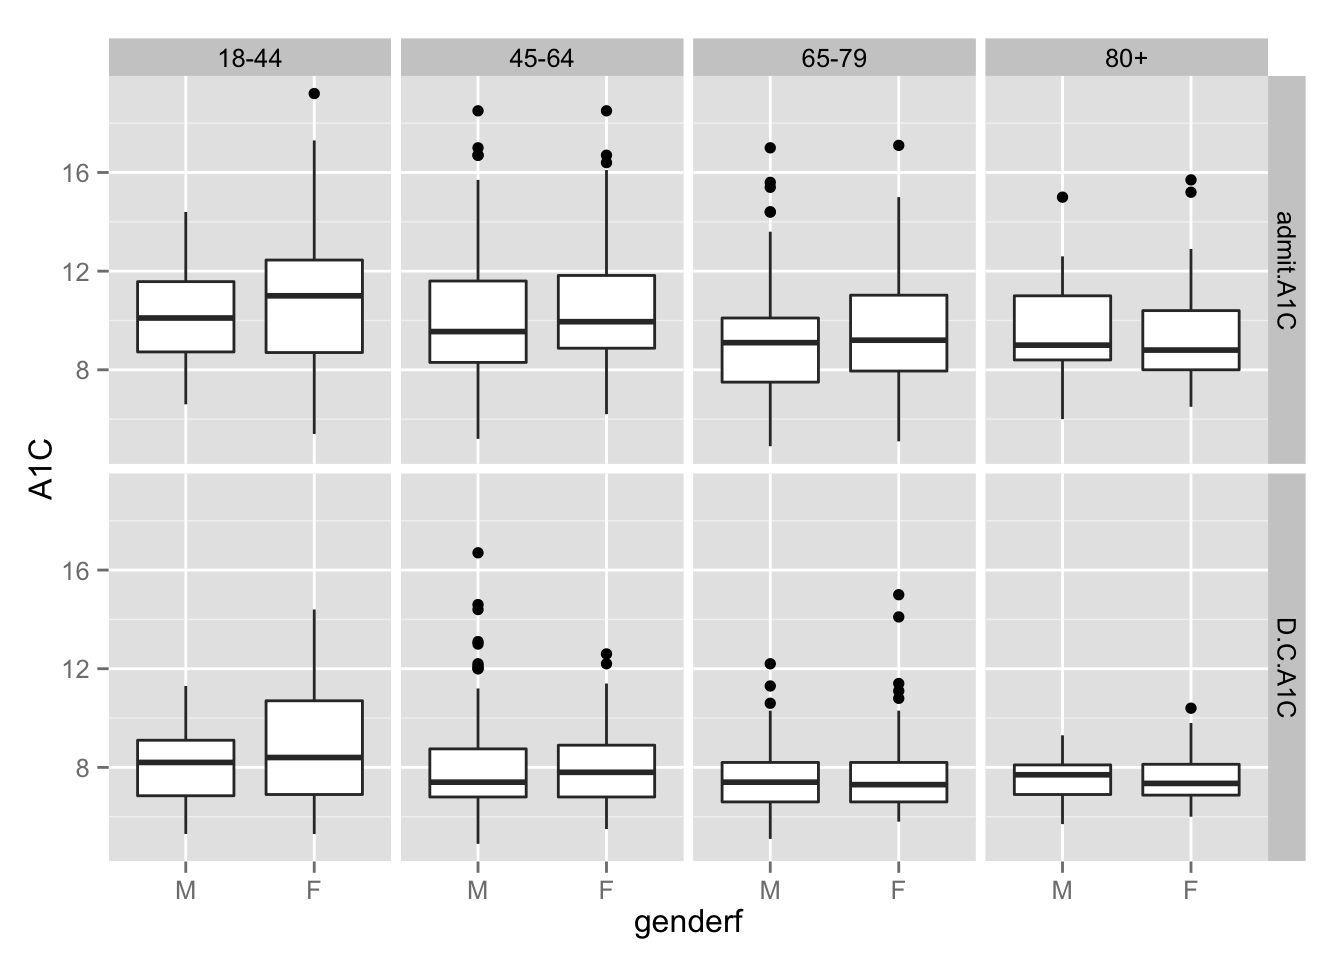 18-44 45-64 65-79 80+
16
12
8
admit.A1C
A1C
16
12
8
D.C.A1C
M F M F M F M F
genderf